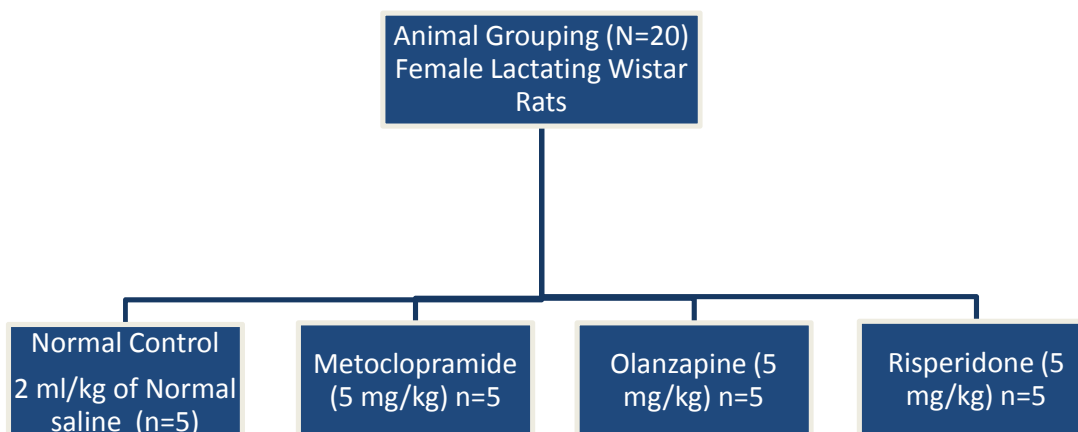 Animal Grouping (N=20)
Female Lactating Wistar
Rats
Normal Control
2 ml/kg of Normal
saline (n=5)
Metoclopramide
(5 mg/kg) n=5
Olanzapine (5
mg/kg) n=5
Risperidone (5
mg/kg) n=5